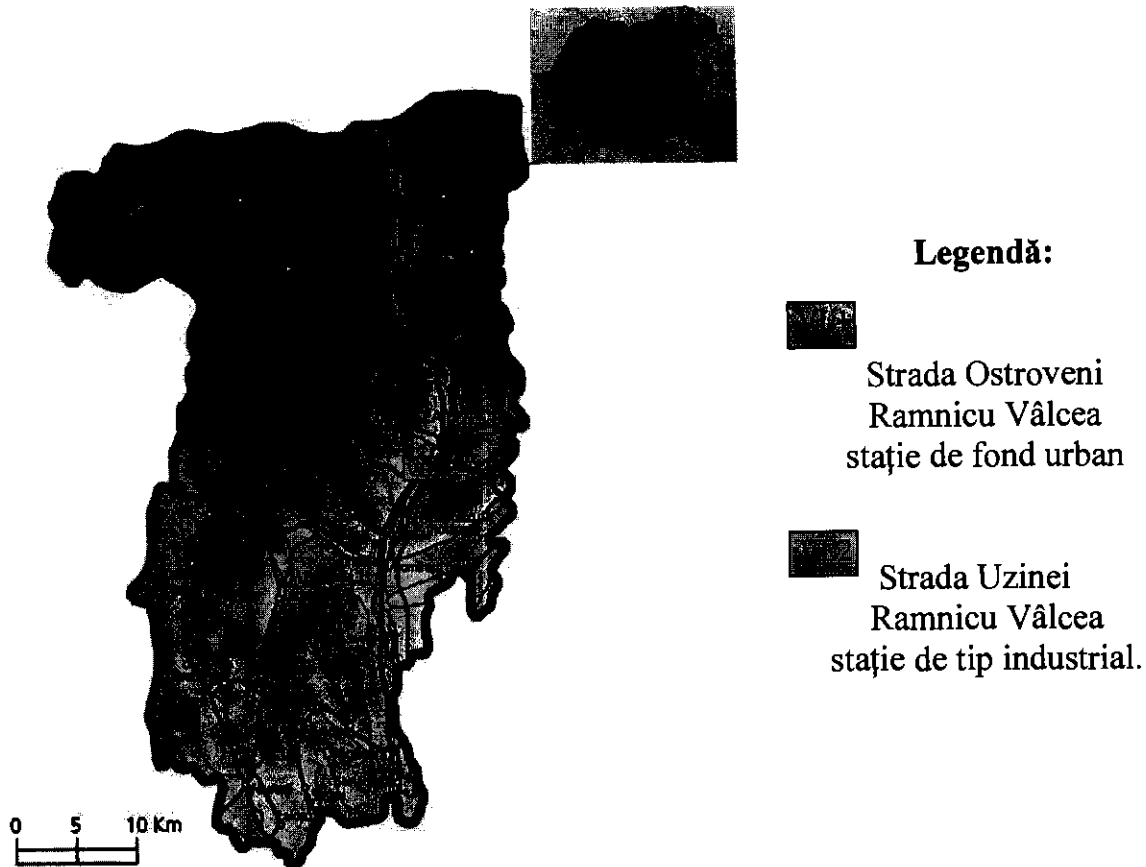 Legendă:
Strada Ostroveni
Ramnicu Vâlcea
stație de fond urban
Strada Uzinei
Ramnicu Vâlcea
stație de tip industrial.
0 5 10 Km